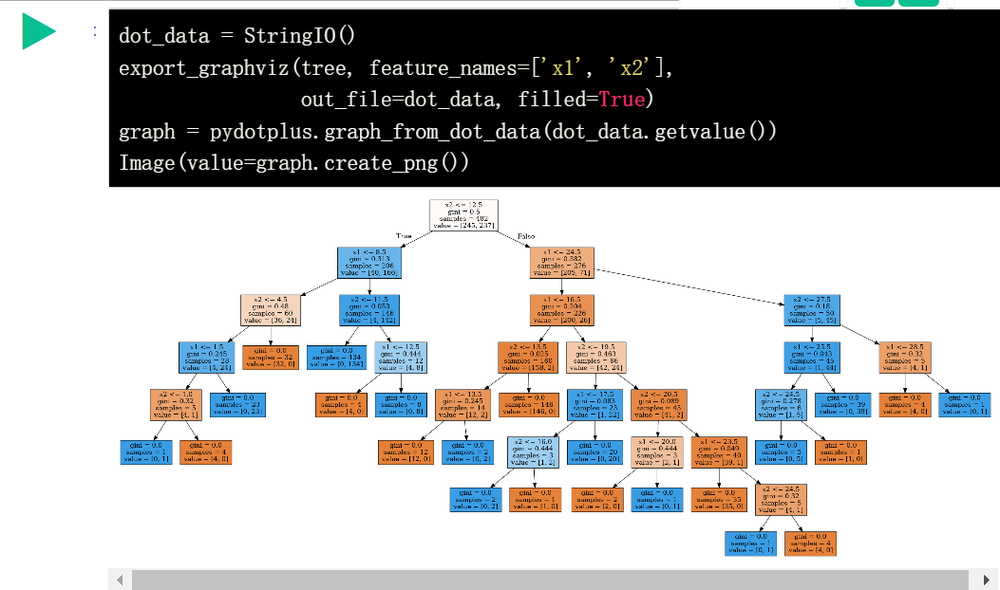 :
dot_data = StringIO()
export_graphviz(tree, feature_names=['x1', 'x2'],
out_file=dot_data, filled=True)
graph = pydotplus.graph_from_dot_data(dot_data.getvalue())
Image(value=graph.create_png())
x2 <= 12.5
gini = 0.5
samples = 482
value = [245, 237]
True
False
x1 <= 8.5
gini = 0.313
samples = 206
value = [40, 166]
x1 <= 24.5
gini = 0.382
samples = 276
value = [205, 71]
x2 <= 4.5
gini = 0.48
samples = 60
value = [36, 24]
x2 <= 11.5
gini = 0.053
samples = 146
value = [4, 142]
x1 <= 16.5
gini = 0.204
samples = 226
value = [200, 26]
x2 <= 27.5
gini = 0.18
samples = 50
value = [5, 45]
x1 <= 1.5
gini = 0.245
samples = 28
value = [4, 24]
gini = 0.0
samples = 32
value = [32, 0]
gini = 0.0
samples = 134
value = [0, 134]
x1 <= 12.5
gini = 0.444
samples = 12
value = [4, 8]
x2 <= 13.5
gini = 0.025
samples = 160
value = [158, 2]
x2 <= 19.5
gini = 0.463
samples = 66
value = [42, 24]
x1 <= 25.5
gini = 0.043
samples = 45
value = [1, 44]
x1 <= 28.5
gini = 0.32
samples = 5
value = [4, 1]
x2 <= 1.0
gini = 0.32
samples = 5
value = [4, 1]
gini = 0.0
samples = 23
value = [0, 23]
gini = 0.0
samples = 4
value = [4, 0]
gini = 0.0
samples = 8
value = [0, 8]
x1 <= 13.5
gini = 0.245
samples = 14
value = [12, 2]
gini = 0.0
samples = 146
value = [146, 0]
x1 <= 17.5
gini = 0.083
samples = 23
value = [1, 22]
x2 <= 20.5
gini = 0.089
samples = 43
value = [41, 2]
x2 <= 24.5
gini = 0.278
samples = 6
value = [1, 5]
gini = 0.0
samples = 39
value = [0, 39]
gini = 0.0
samples = 4
value = [4, 0]
gini = 0.0
samples = 1
value = [0, 1]
gini = 0.0
samples = 1
value = [0, 1]
gini = 0.0
samples = 4
value = [4, 0]
gini = 0.0
samples = 12
value = [12, 0]
gini = 0.0
samples = 2
value = [0, 2]
x2 <= 16.0
gini = 0.444
samples = 3
value = [1, 2]
gini = 0.0
samples = 20
value = [0, 20]
x1 <= 20.0
gini = 0.444
samples = 3
value = [2, 1]
x1 <= 23.5
gini = 0.049
samples = 40
value = [39, 1]
gini = 0.0
samples = 5
value = [0, 5]
gini = 0.0
samples = 1
value = [1, 0]
gini = 0.0
samples = 2
value = [0, 2]
gini = 0.0
samples = 1
value = [1, 0]
gini = 0.0
samples = 2
value = [2, 0]
gini = 0.0
samples = 1
value = [0, 1]
gini = 0.0
samples = 35
value = [35, 0]
x2 <= 24.5
gini = 0.32
samples = 5
value = [4, 1]
gini = 0.0
samples = 1
value = [0, 1]
gini = 0.0
samples = 4
value = [4, 0]